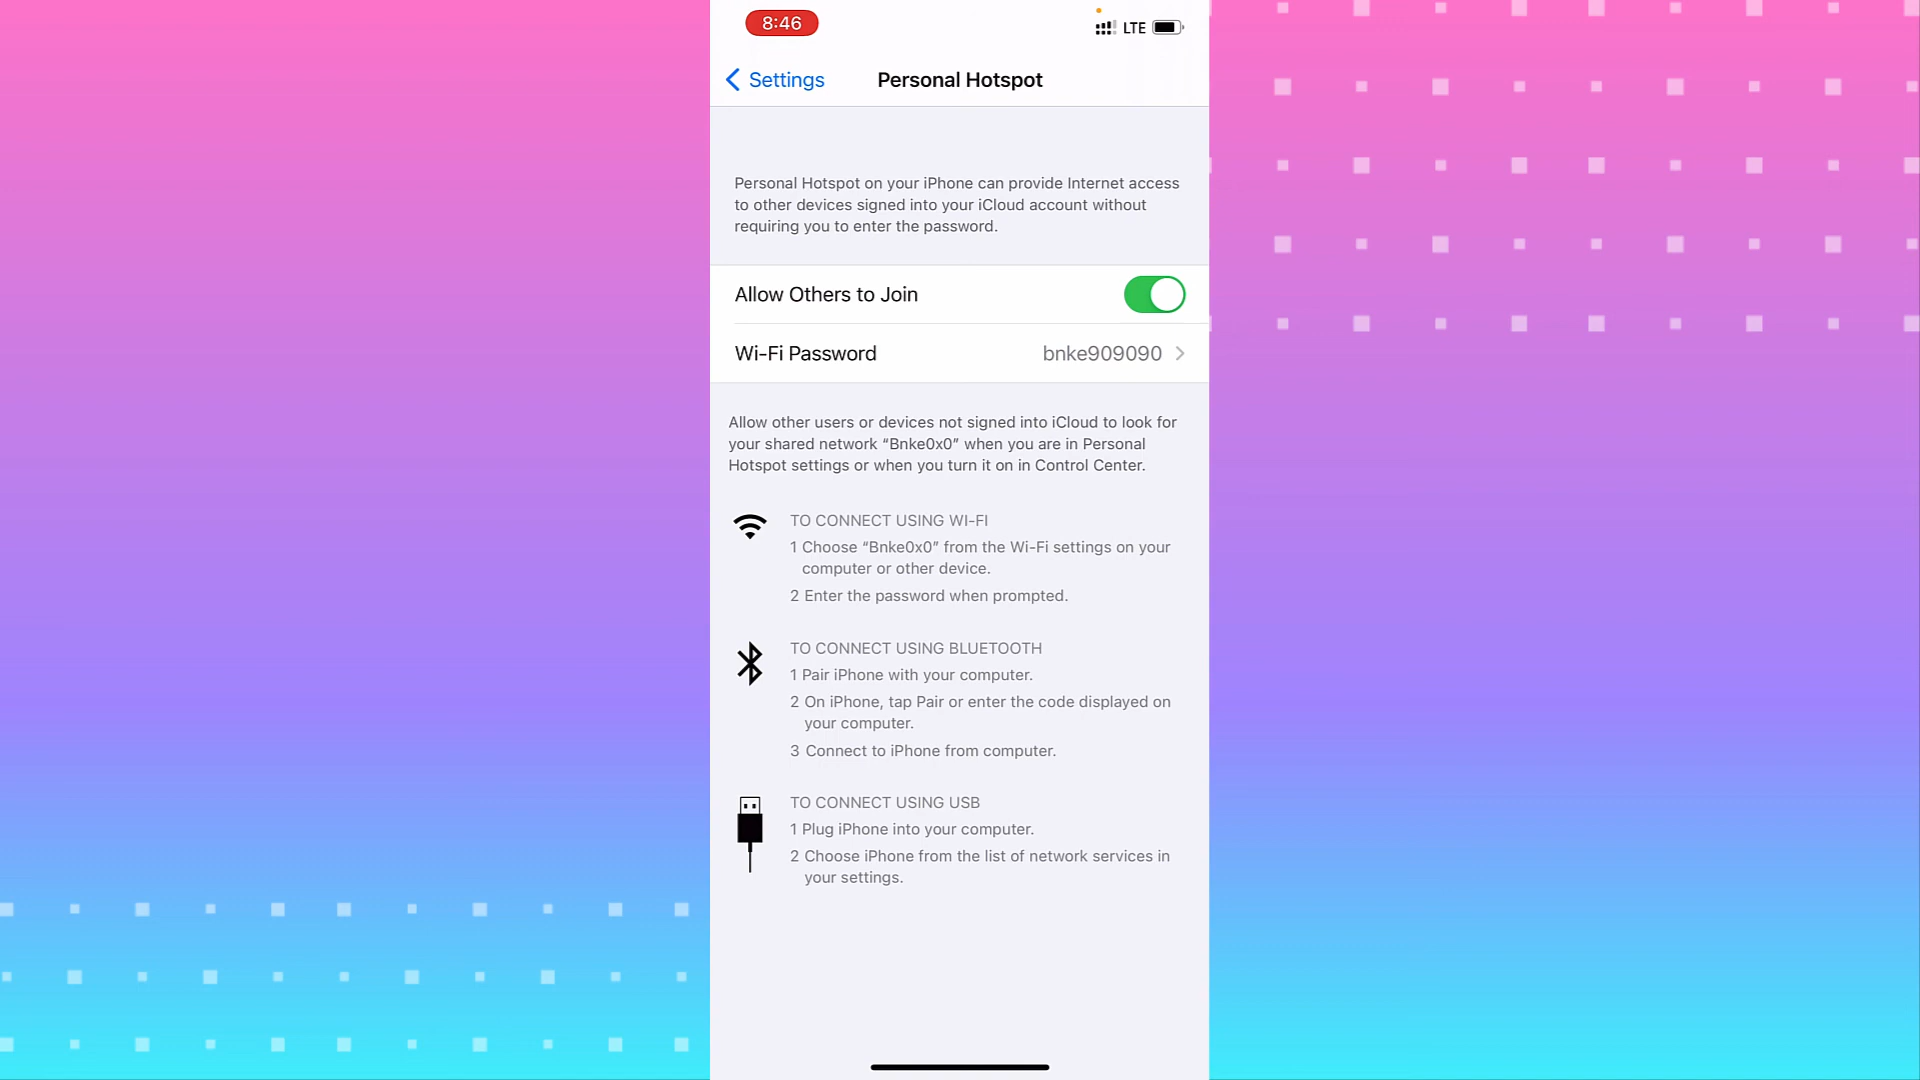 8:46
LTE
Settings
Personal Hotspot
Personal Hotspot on your iPhone can provide Internet access
to other devices signed into your iCloud account without
requiring you to enter the password.
Allow Others to Join
Wi-Fi Password bnke909090
Allow other users or devices not signed into iCloud to look for
your shared network “Bnke0x0” when you are in Personal
Hotspot settings or when you turn it on in Control Center.
TO CONNECT USING WI-FI
1 Choose “Bnke0x0” from the Wi-Fi settings on your
computer or other device.
2 Enter the password when prompted.
TO CONNECT USING BLUETOOTH
1 Pair iPhone with your computer.
2 On iPhone, tap Pair or enter the code displayed on
your computer.
3 Connect to iPhone from computer.
TO CONNECT USING USB
1 Plug iPhone into your computer.
2 Choose iPhone from the list of network services in
your settings.